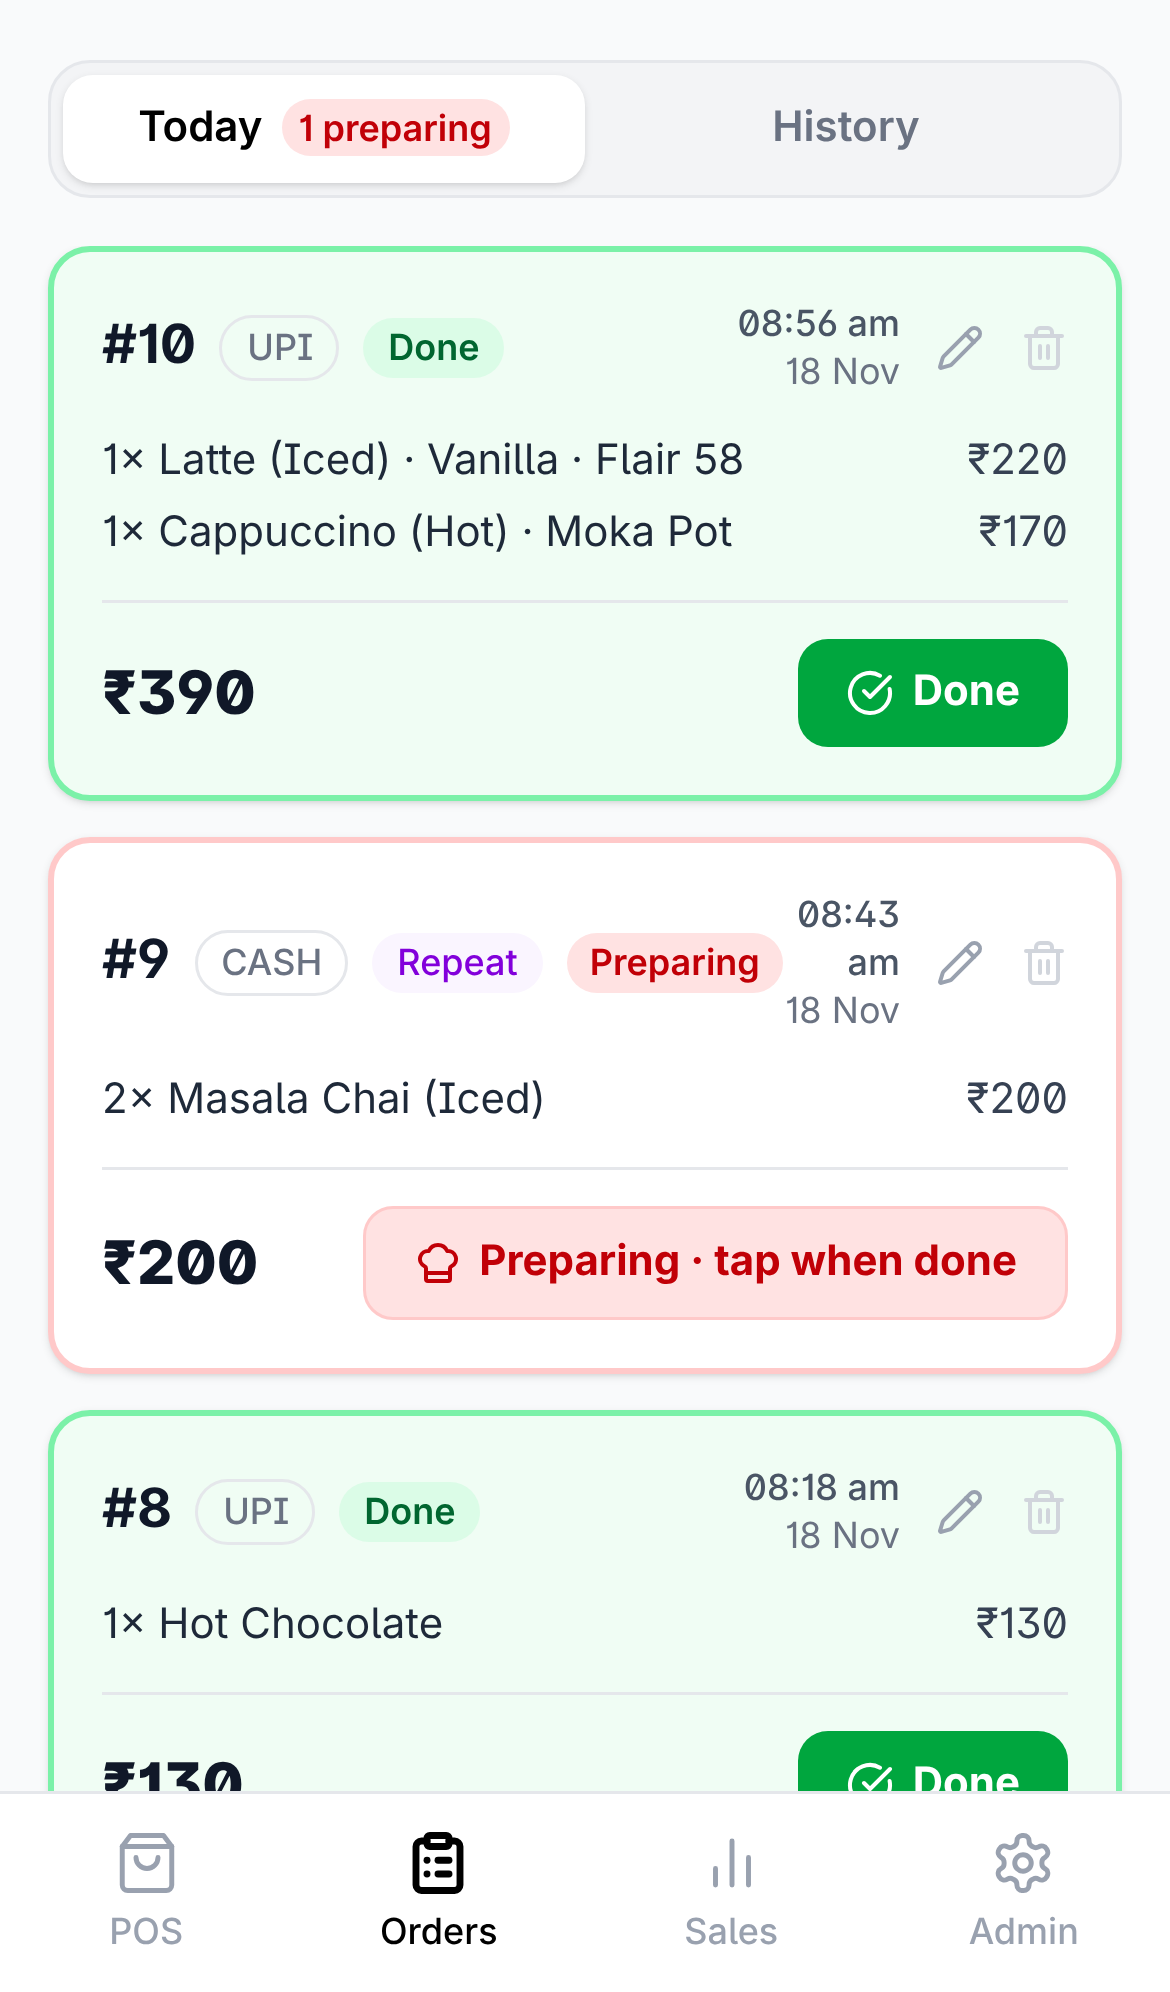 Today 1 preparing History
#10 UPI Done 08:56 am
18 Nov
1× Latte (Iced) · Vanilla · Flair 58 ₹220
1× Cappuccino (Hot) · Moka Pot ₹170
₹390 Done
#9 CASH Repeat Preparing 08:43
am
18 Nov
2× Masala Chai (Iced) ₹200
₹200 Preparing · tap when done
#8 UPI Done 08:18 am
18 Nov
1× Hot Chocolate ₹130
₹130 Done
POS Orders Sales Admin